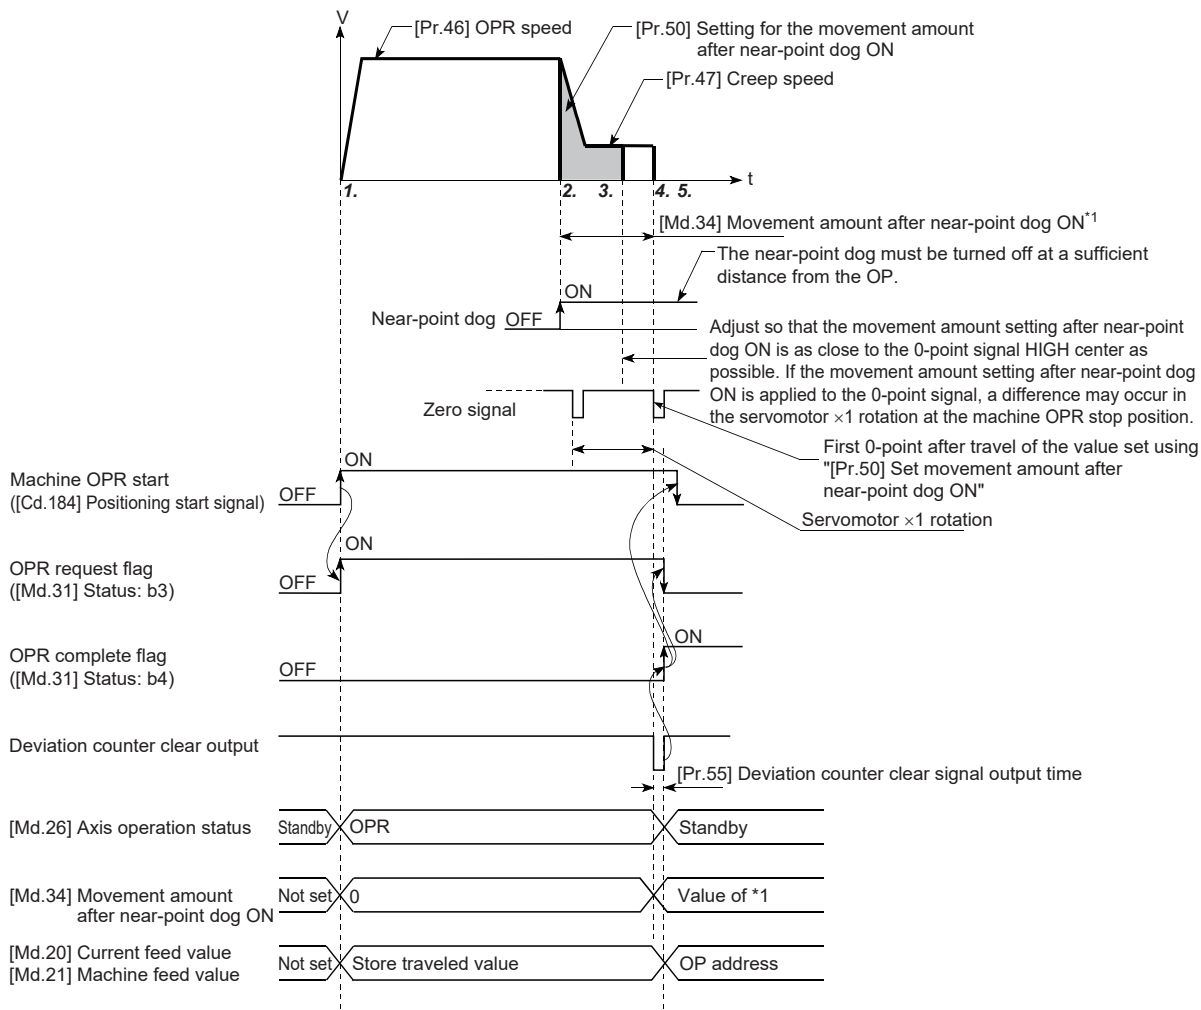 V
[Pr.46] OPR speed
[Pr.50] Setting for the movement amount
after near-point dog ON
[Pr.47] Creep speed
t
1.
2.
3.
4.
5.
[Md.34] Movement amount after near-point dog ON*1
The near-point dog must be turned off at a sufficient
distance from the OP.
ON
Near-point dog
OFF
Adjust so that the movement amount setting after near-point
dog ON is as close to the 0-point signal HIGH center as
possible. If the movement amount setting after near-point dog
ON is applied to the 0-point signal, a difference may occur in
the servomotor ×1 rotation at the machine OPR stop position.
Zero signal
First 0-point after travel of the value set using
"[Pr.50] Set movement amount after
near-point dog ON"
Servomotor ×1 rotation
Machine OPR start
([Cd.184] Positioning start signal)
OFF
ON
OPR request flag
([Md.31] Status: b3)
OFF
ON
OPR complete flag
([Md.31] Status: b4)
OFF
ON
Deviation counter clear output
[Pr.55] Deviation counter clear signal output time
[Md.26] Axis operation status
Standby
OPR
Standby
[Md.34] Movement amount
after near-point dog ON
Not set
0
Value of *1
[Md.20] Current feed value
[Md.21] Machine feed value
Not set
Store traveled value
OP address